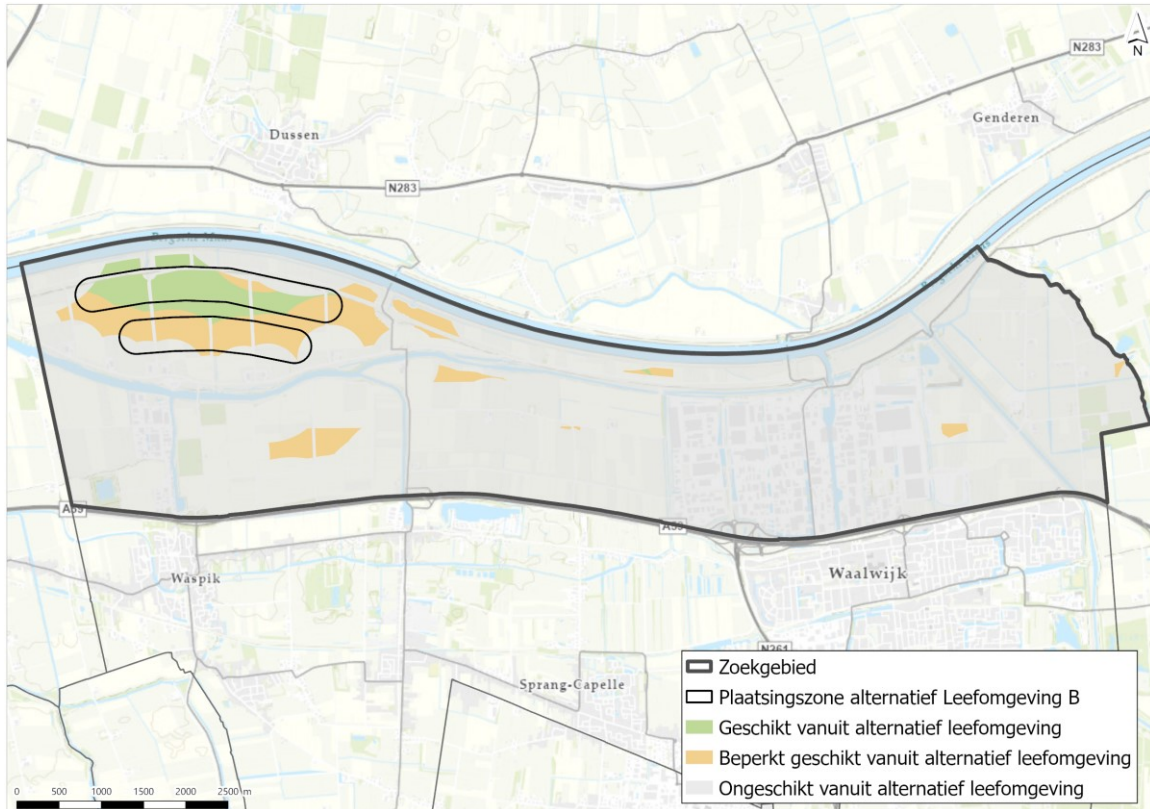 N283
N
Genderen
Dussen
N283
A59
Waspik
Waalwijk
Sprang-Capelle
N261
Zoekgebied
Plaatsingszone alternatief Leefomgeving B
Geschikt vanuit alternatief leefomgeving
Beperkt geschikt vanuit alternatief leefomgeving
Ongeschikt vanuit alternatief leefomgeving
0 500 1000 1500 2000 2500 m